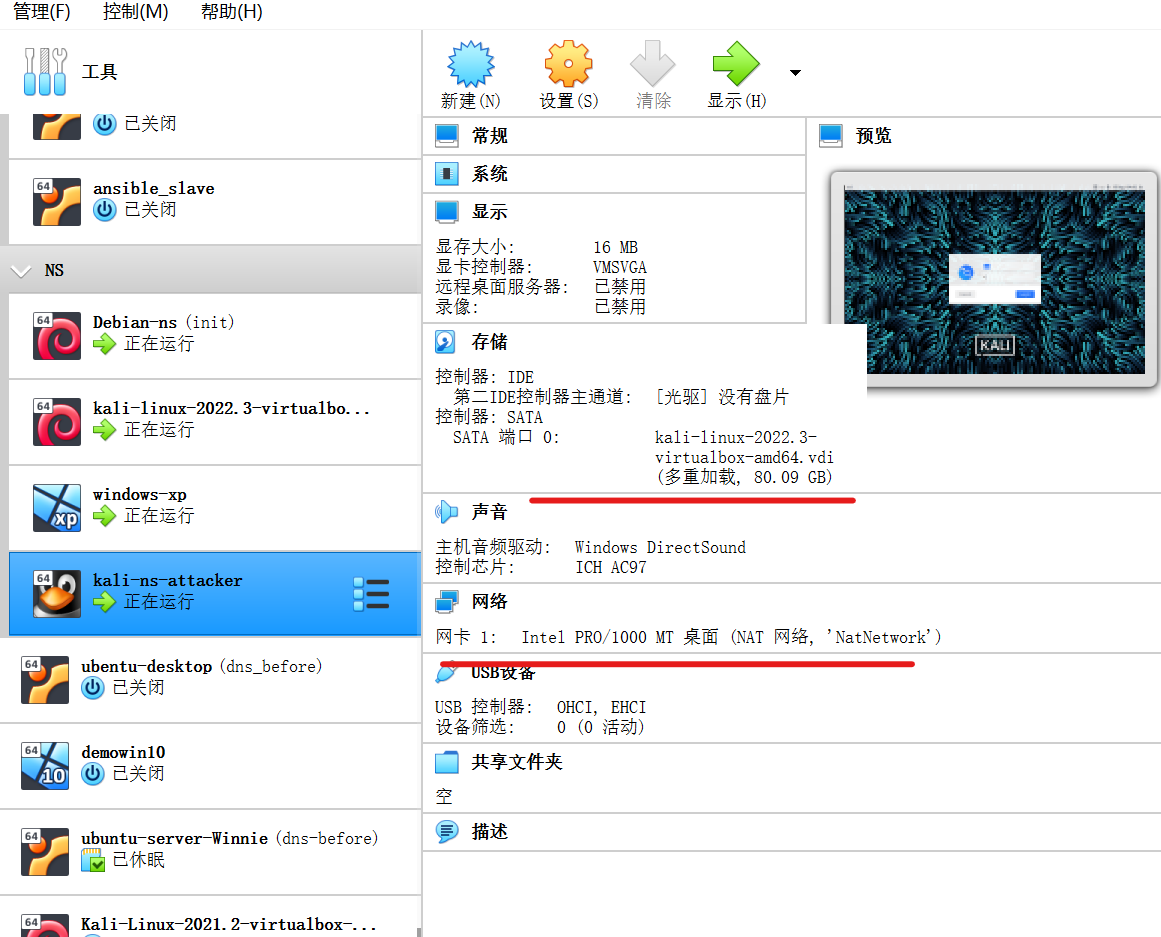 管理(F) 控制(M) 帮助(H)
工具
新建(N) 设置(S) 清除 显示(H)
已关闭
64
ansible_slave
已关闭
NS
64
Debian-ns (init)
正在运行
64
kali-linux-2022.3-virtualbo...
正在运行
xp
windows-xp
正在运行
64
kali-ns-attacker
正在运行
64
ubentu-desktop (dns_before)
已关闭
64
10
demowin10
已关闭
64
ubuntu-server-Winnie (dns-before)
已休眠
64
Kali-Linux-2021.2-virtualbox-...
常规
系统
显示
显存大小: 16 MB
显卡控制器: VMSVGA
远程桌面服务器: 已禁用
录像: 已禁用
存储
控制器: IDE
第二IDE控制器主通道: [光驱] 没有盘片
控制器: SATA
SATA 端口 0: kali-linux-2022.3-
virtualbox-amd64.vdi
(多重加载, 80.09 GB)
声音
主机音频驱动: Windows DirectSound
控制芯片: ICH AC97
网络
网卡 1: Intel PRO/1000 MT 桌面 (NAT 网络, 'NatNetwork')
USB设备
USB 控制器: OHCI, EHCI
设备筛选: 0 (0 活动)
共享文件夹
空
描述
预览
KALI